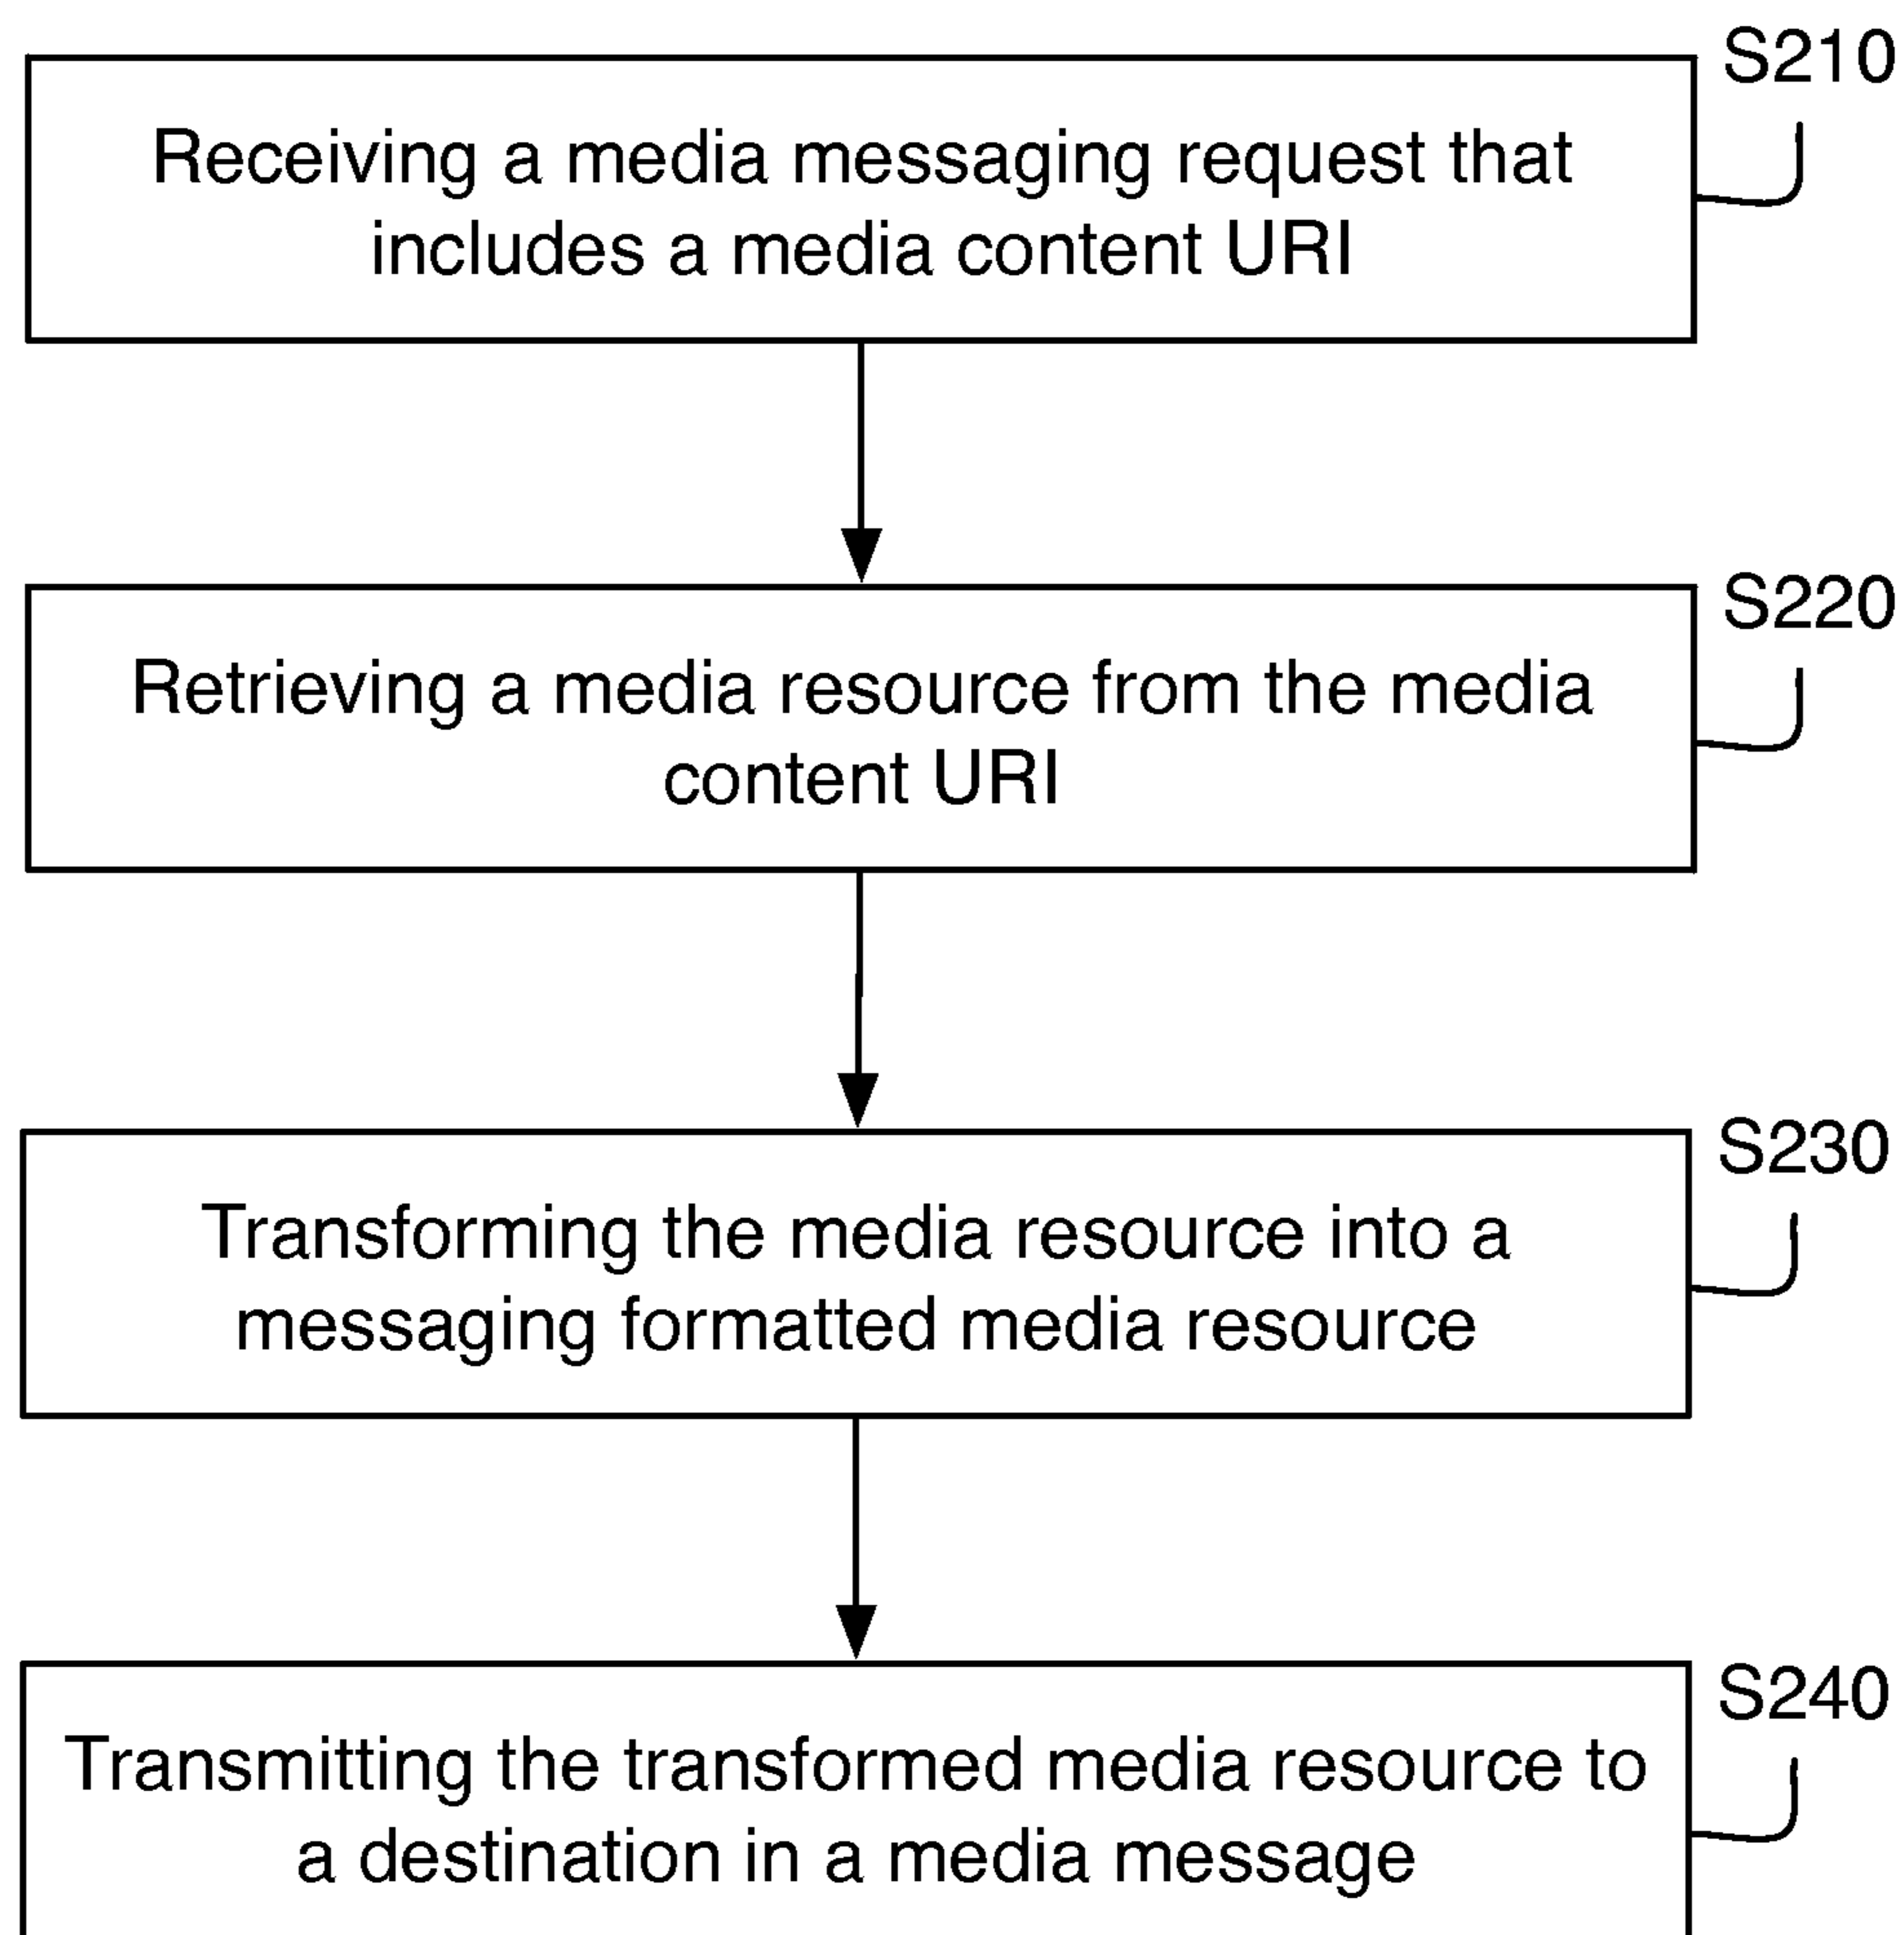 S210
Receiving a media messaging request that
includes a media content URI
S220
Retrieving a media resource from the media
content URI
S230
Transforming the media resource into a
messaging formatted media resource
S240
Transmitting the transformed media resource to
a destination in a media message